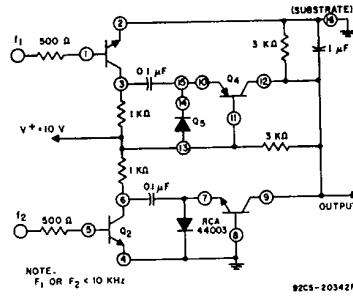 (SUBSTRATE)
2
16
f1
500 Ω
1
3 KΩ
1 µF
3
0.1 µF
15
10
Q4
12
14
1 KΩ
11
Q5
V+=10 V
13
3 KΩ
1 KΩ
6
0.1 µF
7
9
OUTPUT
f2
500 Ω
5
Q2
RCA
44003
8
4
NOTE-
F1 OR F2 < 10 KHz
92CS-20342R